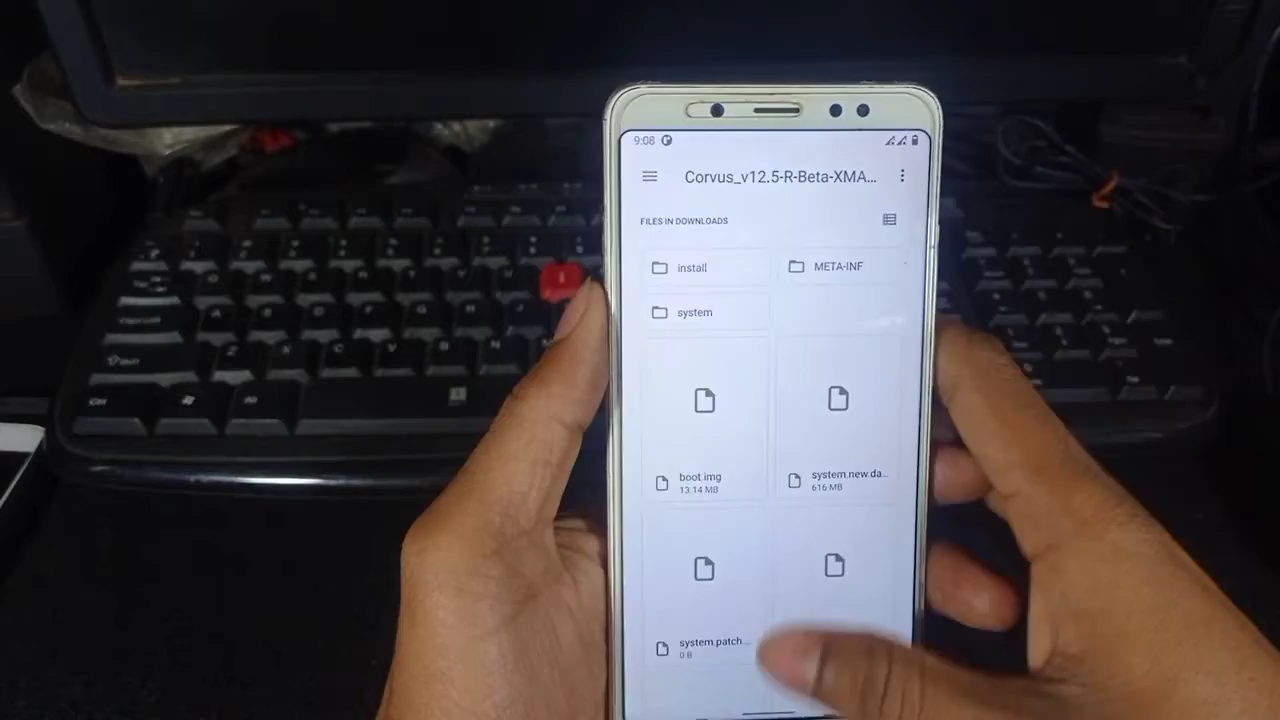 9:08
Corvus_v12.5-R-Beta-XMA...
FILES IN DOWNLOADS
install
META-INF
system
boot.img
13.14 MB
system.new.da...
616 MB
system.patch...
0 B